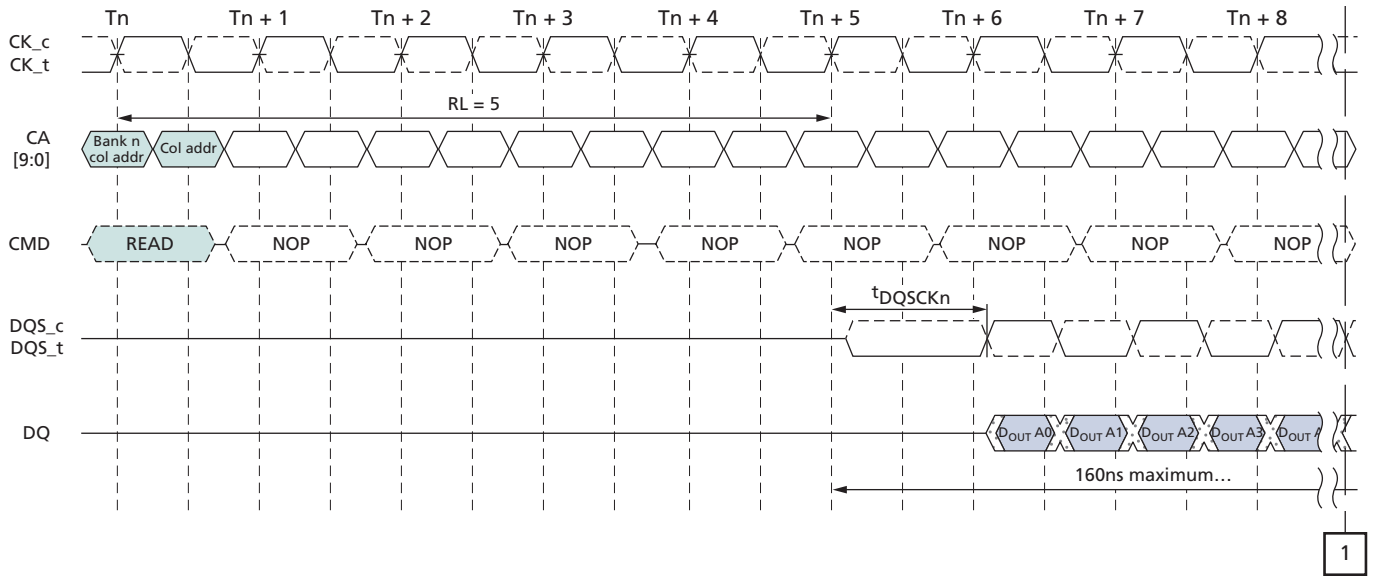 Tn Tn + 1 Tn + 2 Tn + 3 Tn + 4 Tn + 5 Tn + 6 Tn + 7 Tn + 8
CK_c
CK_t
RL = 5
CA
[9:0]
Bank n
col addr
Col addr
CMD
READ NOP NOP NOP NOP NOP NOP NOP NOP
tDQSCKn
DQS_c
DQS_t
DQ
DOUT A0 DOUT A1 DOUT A2 DOUT A3 DOUT A
160ns maximum…
1